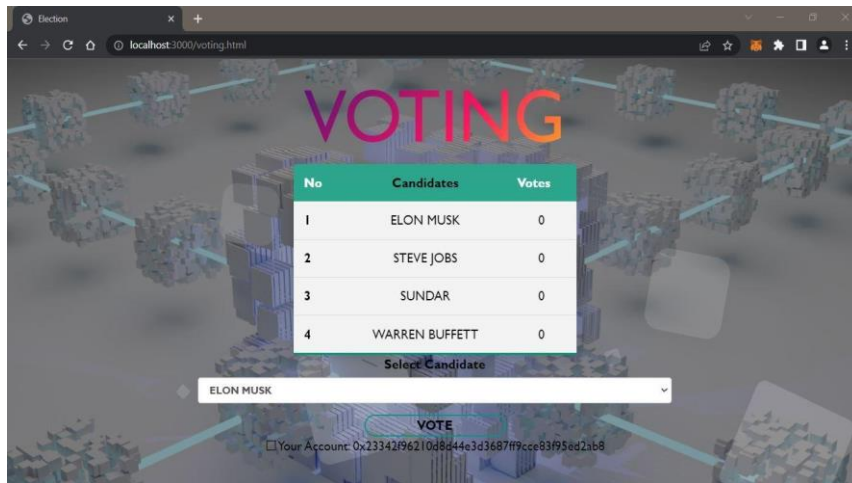 Election
localhost:3000/voting.html
VOTING
No Candidates Votes
1 ELON MUSK 0
2 STEVE JOBS 0
3 SUNDAR 0
4 WARREN BUFFETT 0
Select Candidate
ELON MUSK
VOTE
Your Account: